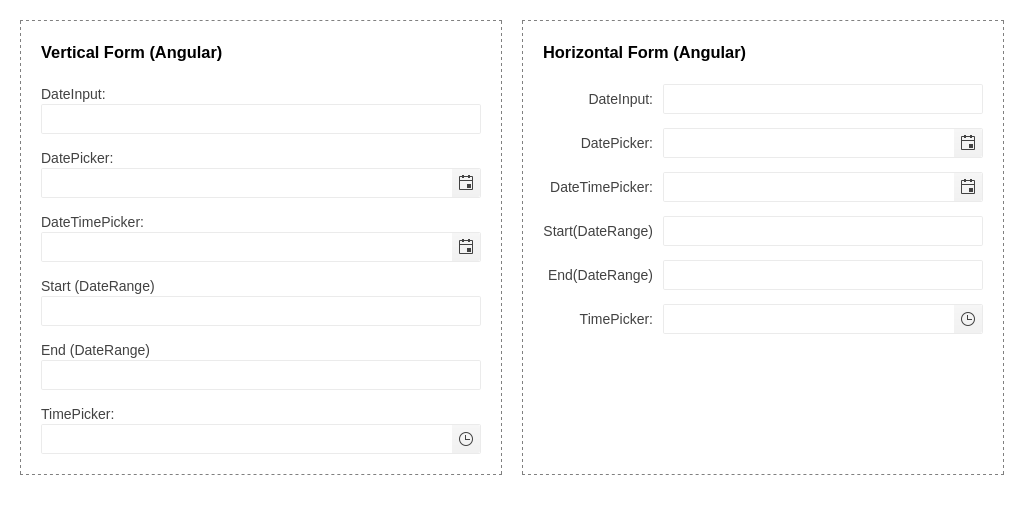 Vertical Form (Angular)
DateInput:
DatePicker:
DateTimePicker:
Start (DateRange)
End (DateRange)
TimePicker:
Horizontal Form (Angular)
DateInput:
DatePicker:
DateTimePicker:
Start(DateRange)
End(DateRange)
TimePicker: